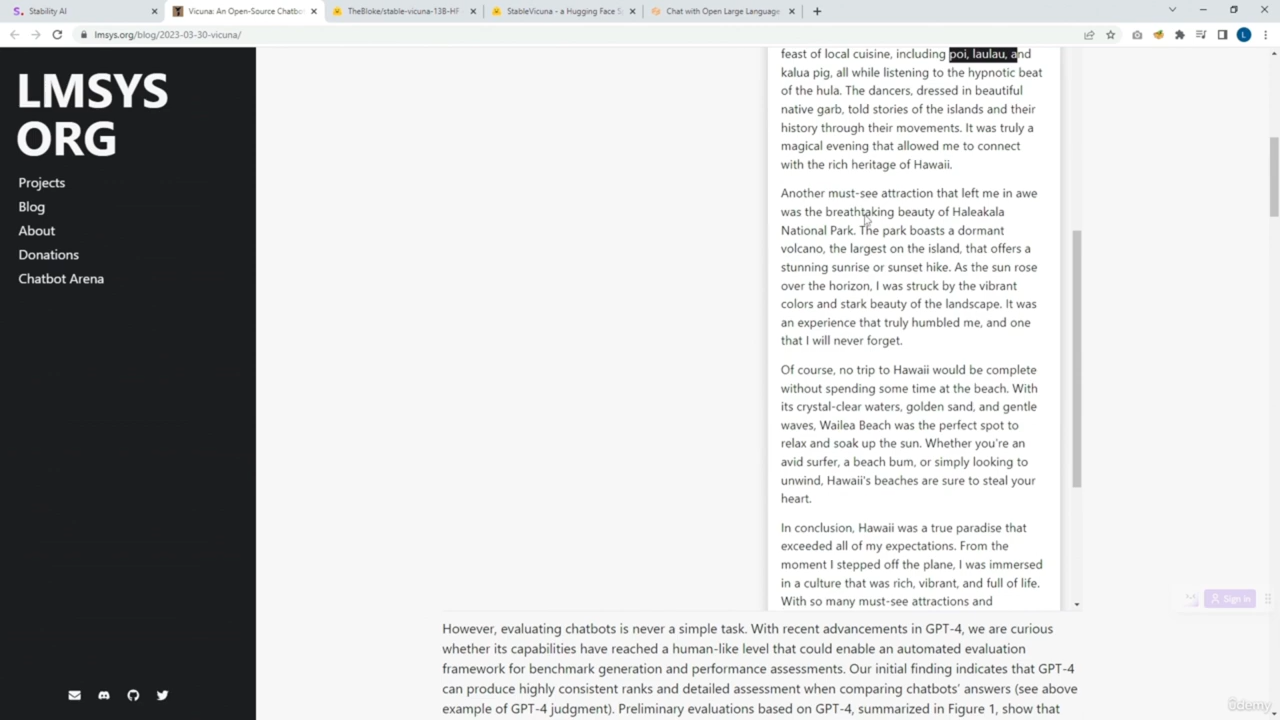 Stability AI
Vicuna: An Open-Source Chatbot
TheBloke/stable-vicuna-13B-HF
StableVicuna - a Hugging Face Sp
Chat with Open Large Language
lmsys.org/blog/2023-03-30-vicuna/
L
LMSYS
ORG
Projects
Blog
About
Donations
Chatbot Arena
feast of local cuisine, including poi, laulau, and
kalua pig, all while listening to the hypnotic beat
of the hula. The dancers, dressed in beautiful
native garb, told stories of the islands and their
history through their movements. It was truly a
magical evening that allowed me to connect
with the rich heritage of Hawaii.
Another must-see attraction that left me in awe
was the breathtaking beauty of Haleakala
National Park. The park boasts a dormant
volcano, the largest on the island, that offers a
stunning sunrise or sunset hike. As the sun rose
over the horizon, I was struck by the vibrant
colors and stark beauty of the landscape. It was
an experience that truly humbled me, and one
that I will never forget.
Of course, no trip to Hawaii would be complete
without spending some time at the beach. With
its crystal-clear waters, golden sand, and gentle
waves, Wailea Beach was the perfect spot to
relax and soak up the sun. Whether you're an
avid surfer, a beach bum, or simply looking to
unwind, Hawaii's beaches are sure to steal your
heart.
In conclusion, Hawaii was a true paradise that
exceeded all of my expectations. From the
moment I stepped off the plane, I was immersed
in a culture that was rich, vibrant, and full of life.
With so many must-see attractions and
Sign in
However, evaluating chatbots is never a simple task. With recent advancements in GPT-4, we are curious
whether its capabilities have reached a human-like level that could enable an automated evaluation
framework for benchmark generation and performance assessments. Our initial finding indicates that GPT-4
can produce highly consistent ranks and detailed assessment when comparing chatbots' answers (see above
example of GPT-4 judgment). Preliminary evaluations based on GPT-4, summarized in Figure 1, show that
ûdemy